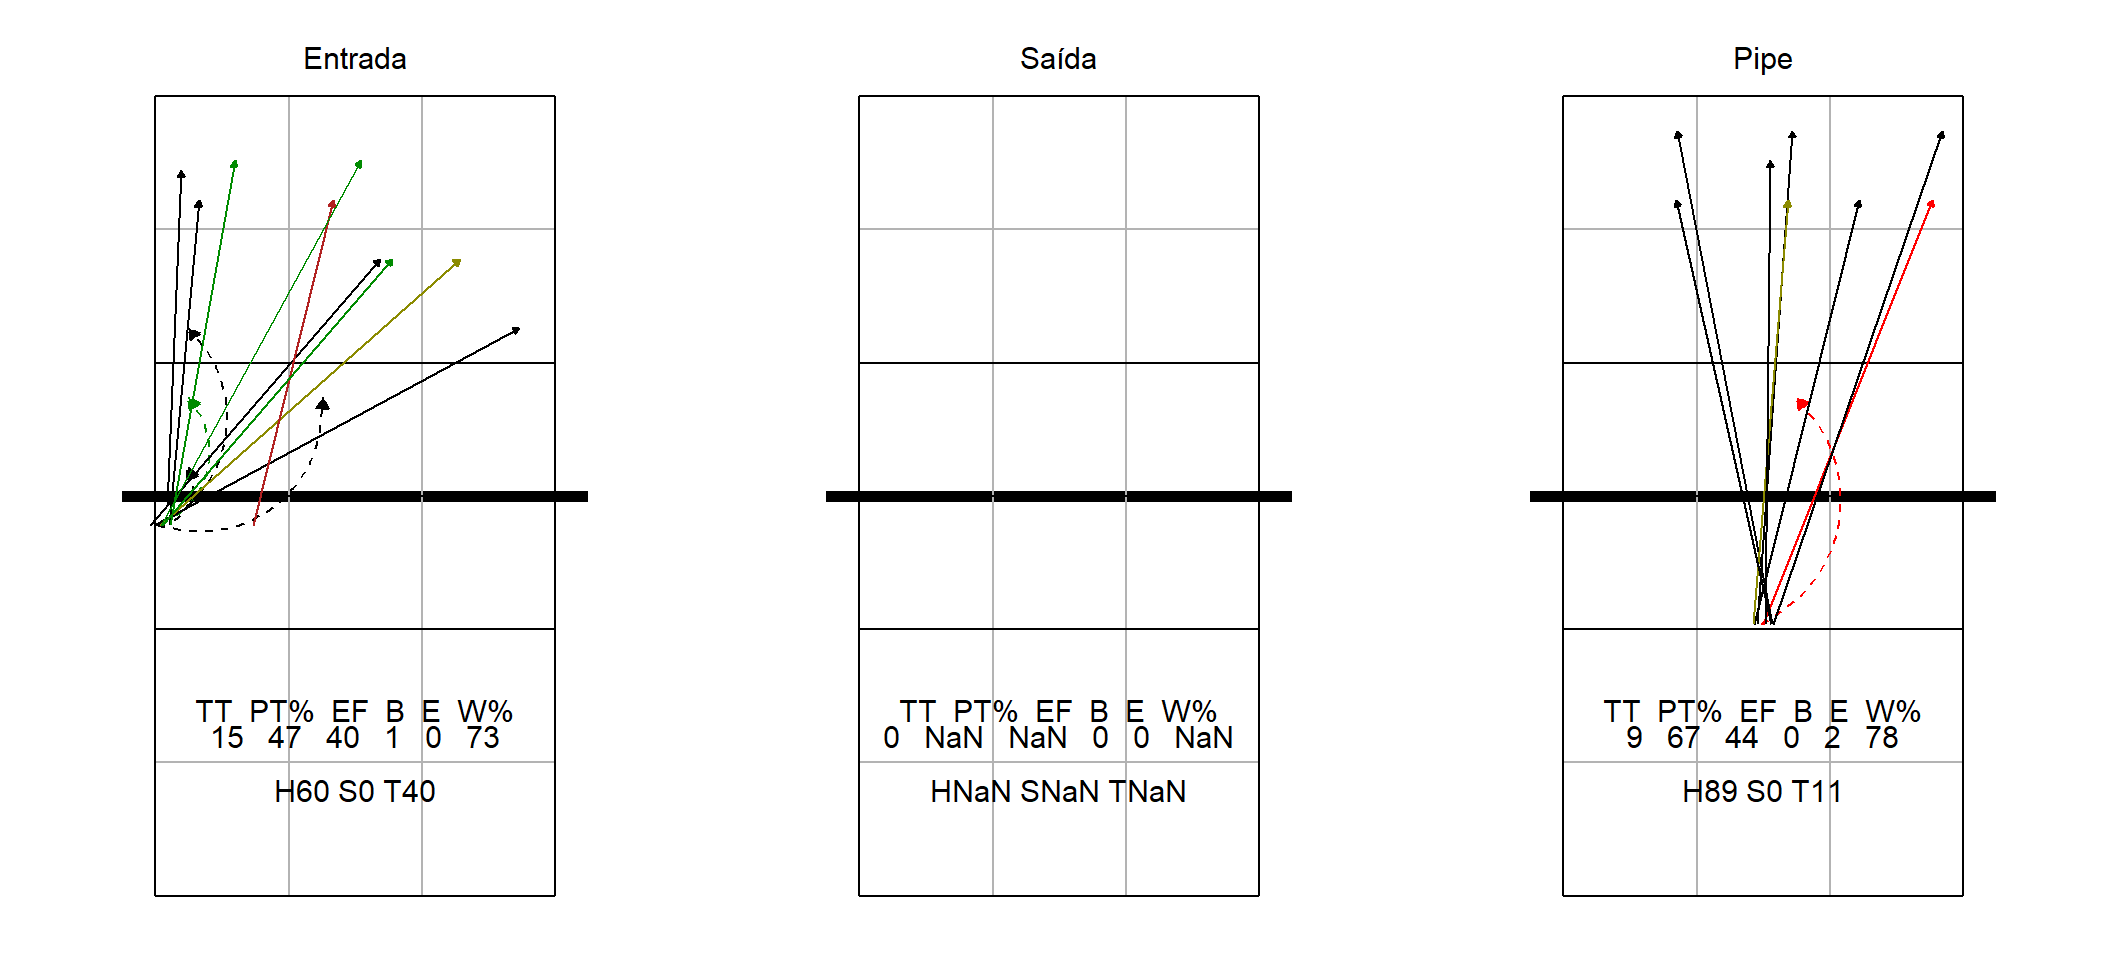 Entrada
TT PT% EF B E W%
15 47 40 1 0 73
H60 S0 T40
Saída
TT PT% EF B E W%
0 NaN NaN 0 0 NaN
HNaN SNaN TNaN
Pipe
TT PT% EF B E W%
9 67 44 0 2 78
H89 S0 T11